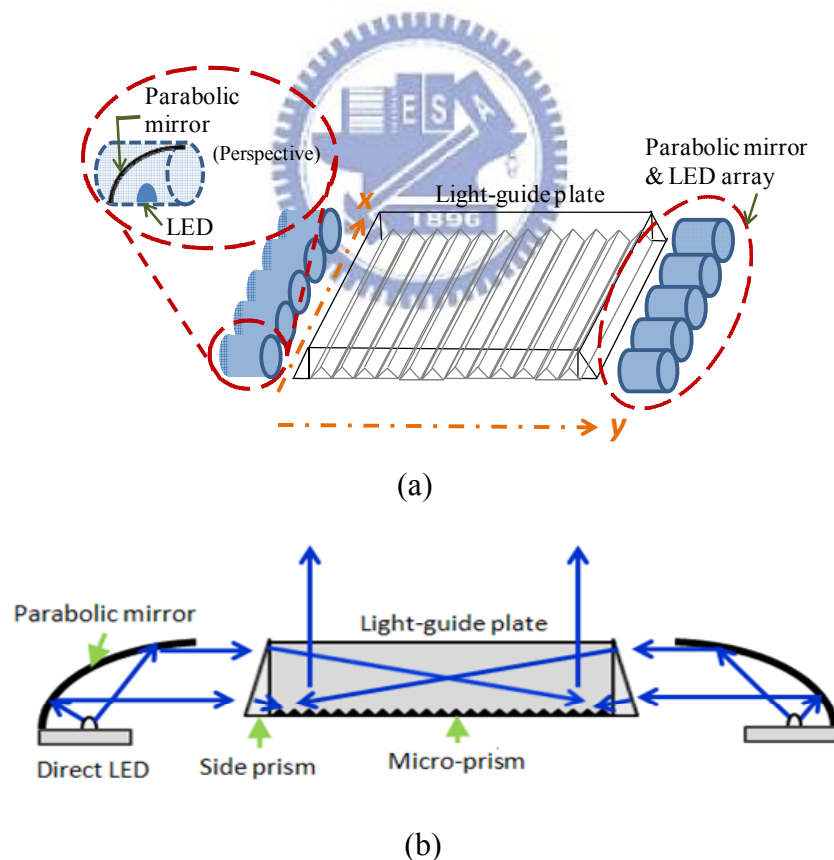 Parabolic
mirror
(Perspective)
LED
E S A
1896
x
Light-guide plate
Parabolic mirror
& LED array
y
(a)
Parabolic mirror
Light-guide plate
Direct LED
Side prism
Micro-prism
(b)